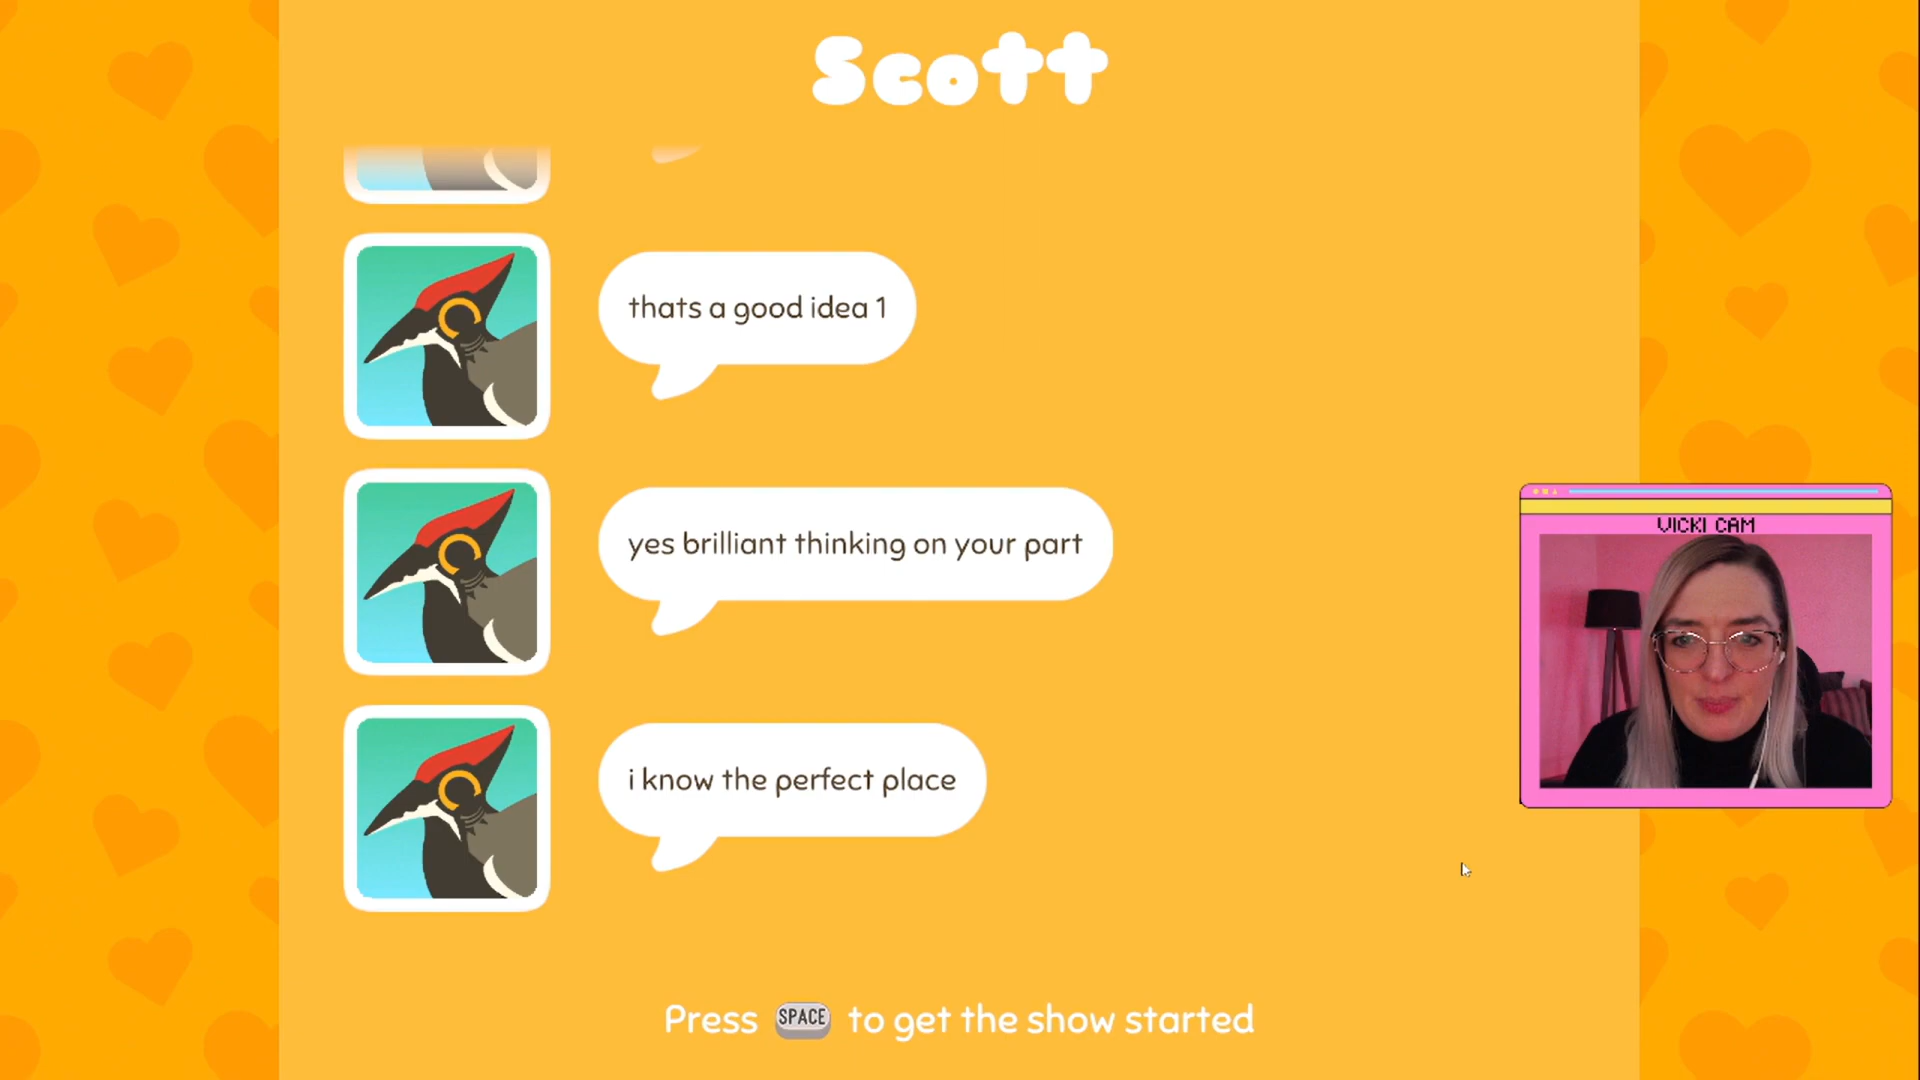 Scott
thats a good idea 1
yes brilliant thinking on your part
VICKI CAM
i know the perfect place
Press SPACE to get the show started